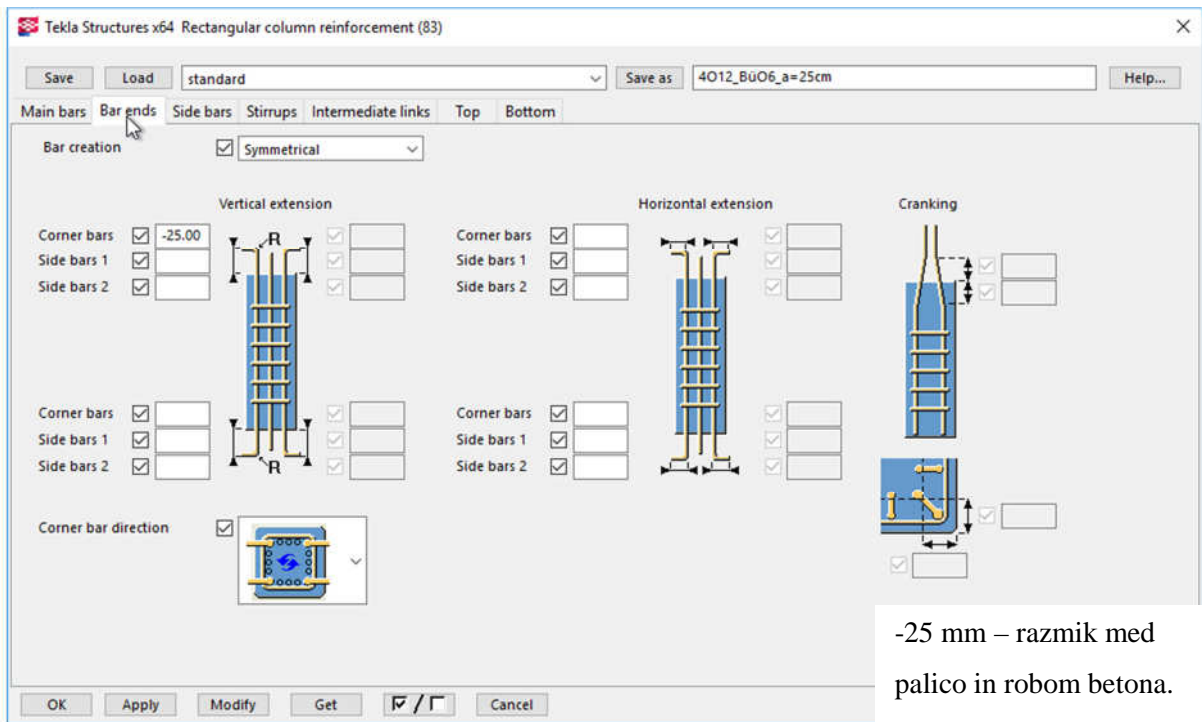 Tekla Structures x64 Rectangular column reinforcement (83)
Save Load standard Save as 4O12_BüO6_a=25cm Help...
Main bars Bar ends Side bars Stirrups Intermediate links Top Bottom
Bar creation Symmetrical
Vertical extension Horizontal extension Cranking
Corner bars -25.00 R Corner bars
Side bars 1 Side bars 1
Side bars 2 Side bars 2
Corner bars Corner bars
Side bars 1 Side bars 1
Side bars 2 R Side bars 2
Corner bar direction
-25 mm – razmik med
palico in robom betona.
OK Apply Modify Get / Cancel